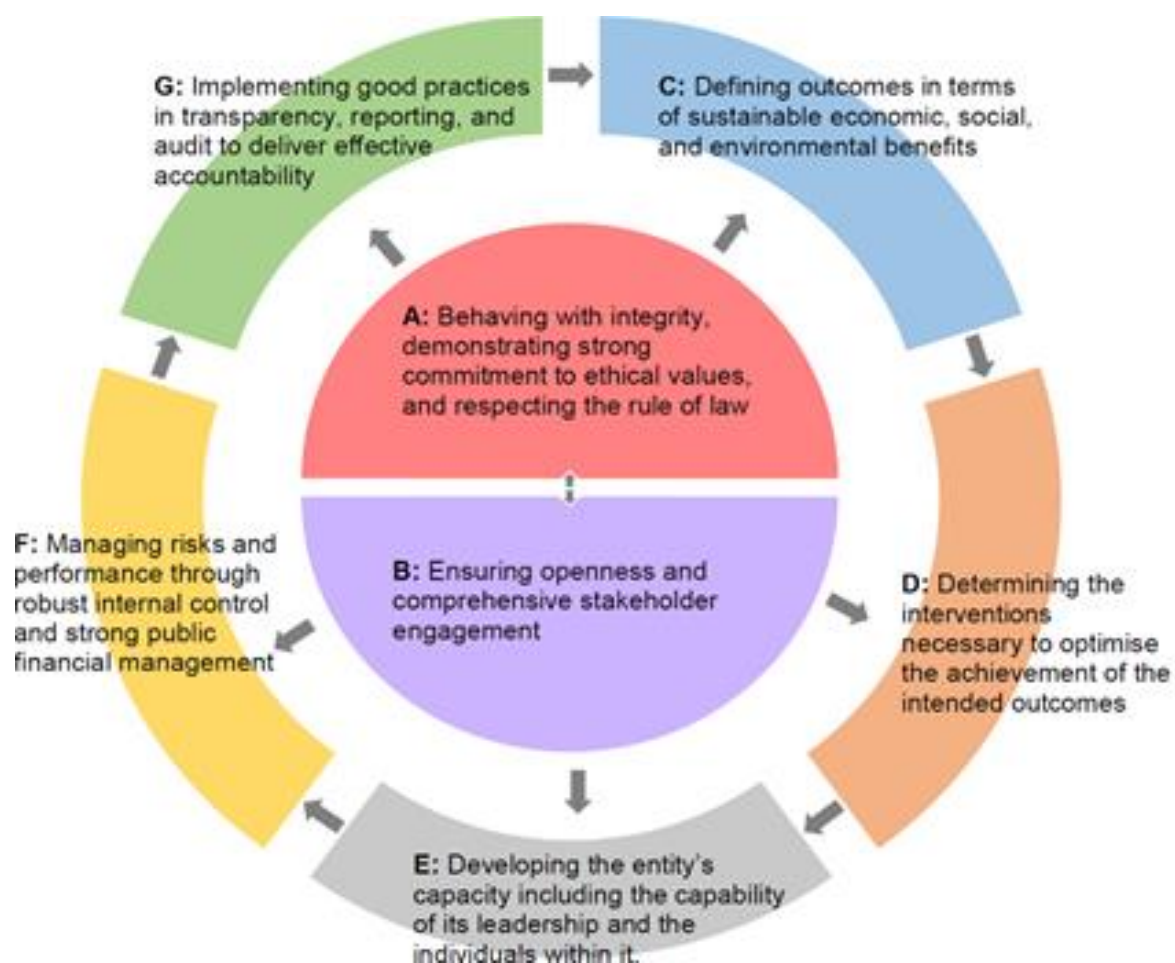 G: Implementing good practices
in transparency, reporting, and
audit to deliver effective
accountability
C: Defining outcomes in terms
of sustainable economic, social,
and environmental benefits
A: Behaving with integrity,
demonstrating strong
commitment to ethical values,
and respecting the rule of law
F: Managing risks and
performance through
robust internal control
and strong public
financial management
B: Ensuring openness and
comprehensive stakeholder
engagement
D: Determining the
interventions
necessary to optimise
the achievement of the
intended outcomes
E: Developing the entity's
capacity including the capability
of its leadership and the
individuals within it.